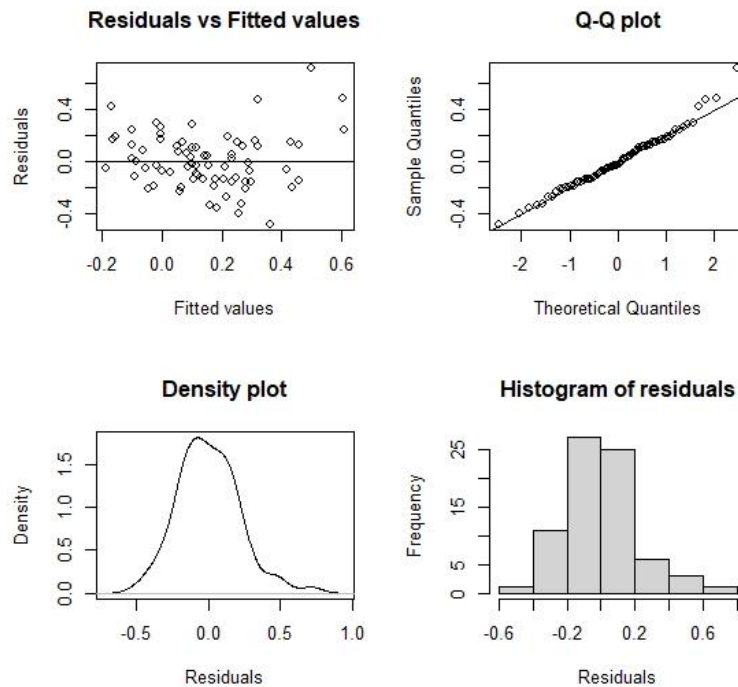 Residuals vs Fitted values
Residuals
0.4
0.0
-0.4
-0.2
0.0
0.2
0.4
0.6
Fitted values
Q-Q plot
Sample Quantiles
0.4
0.0
-0.4
-2
-1
0
1
2
Theoretical Quantiles
Density plot
Density
1.5
1.0
0.5
0.0
-0.5
0.0
0.5
1.0
Residuals
Histogram of residuals
Frequency
25
15
5
0
-0.6
-0.2
0.2
0.6
Residuals